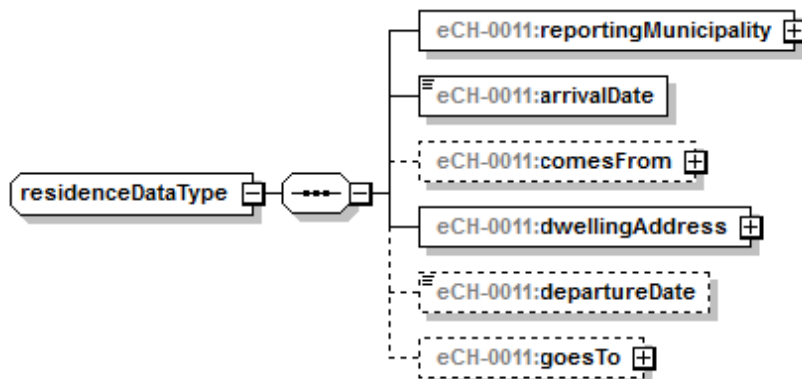 eCH-0011:reportingMunicipality
eCH-0011:arrivalDate
eCH-0011:comesFrom
residenceDataType
eCH-0011:dwellingAddress
eCH-0011:departureDate
eCH-0011:goesTo